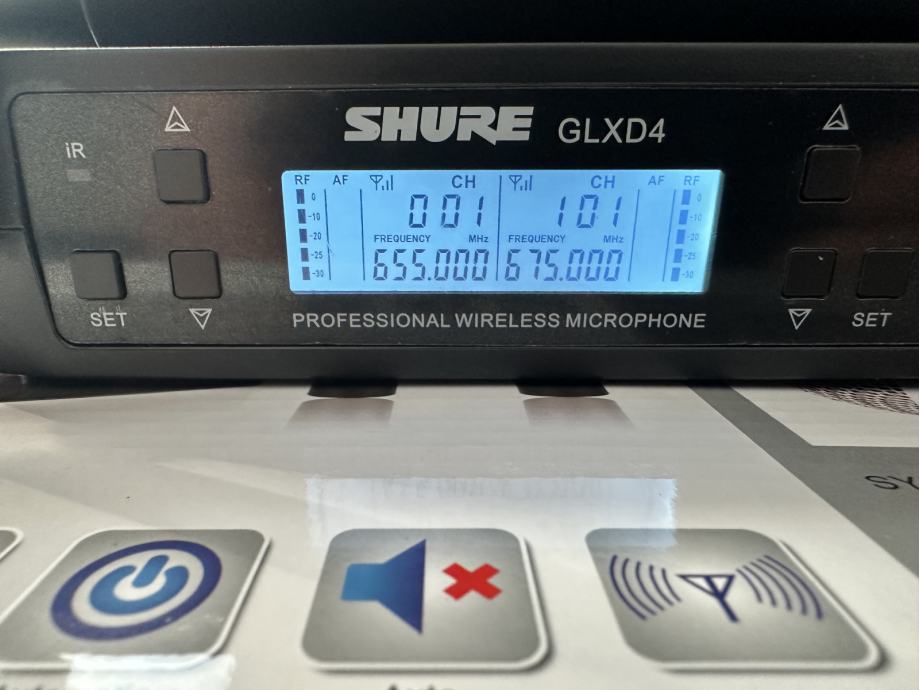 SHURE GLXD4
iR
RF AF CH CH AF RF
0 0
-10 001 101 -10
-20 -20
FREQUENCY MHz FREQUENCY MHz
-25 655.000 675.000 -25
-30 -30
SET SET
PROFESSIONAL WIRELESS MICROPHONE
SY